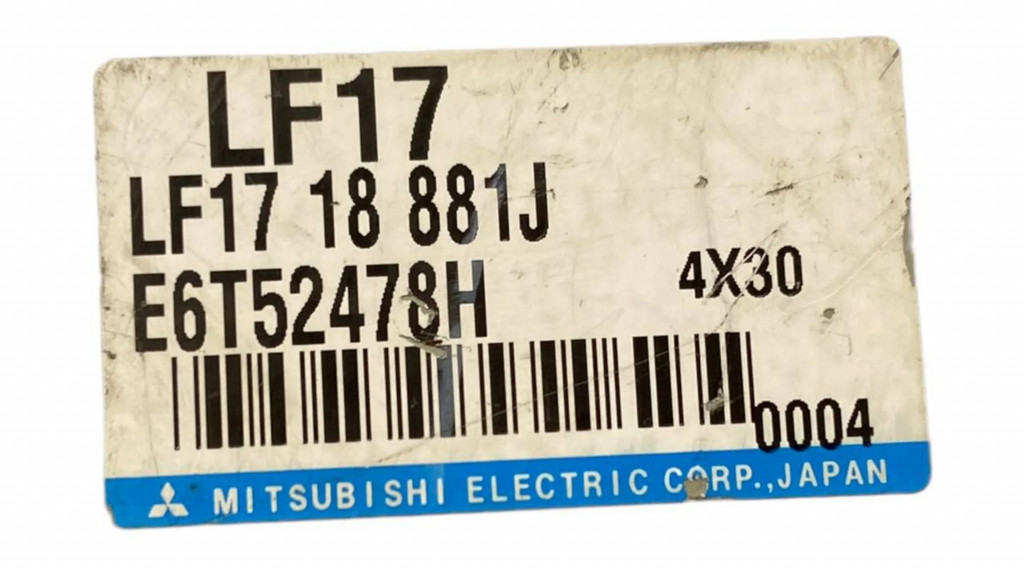 LF17
LF17 18 881J
E6T52478H
4X30
0004
MITSUBISHI ELECTRIC CORP.,JAPAN